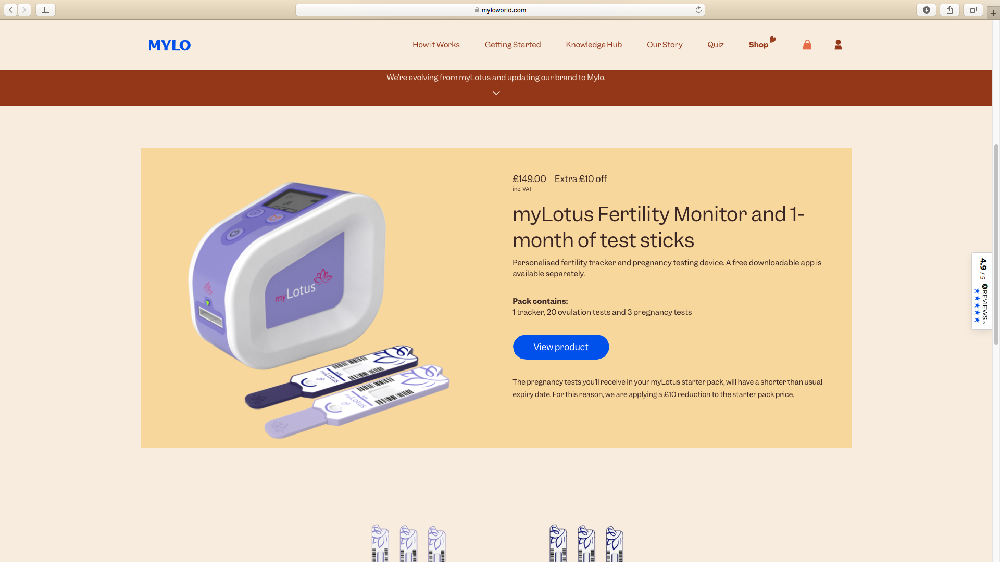 myloworld.com
MYLO
How it Works
Getting Started
Knowledge Hub
Our Story
Quiz
Shop
We're evolving from myLotus and updating our brand to Mylo.
£149.00 Extra £10 off
inc. VAT
myLotus Fertility Monitor and 1-
month of test sticks
Personalised fertility tracker and pregnancy testing device. A free downloadable app is
available separately.
Pack contains:
1 tracker, 20 ovulation tests and 3 pregnancy tests
View product
The pregnancy tests you'll receive in your myLotus starter pack, will have a shorter than usual
expiry date. For this reason, we are applying a £10 reduction to the starter pack price.
myLotus
myLotus
hCG
myLotus
LH
4.9 / 5 REVIEWS.io